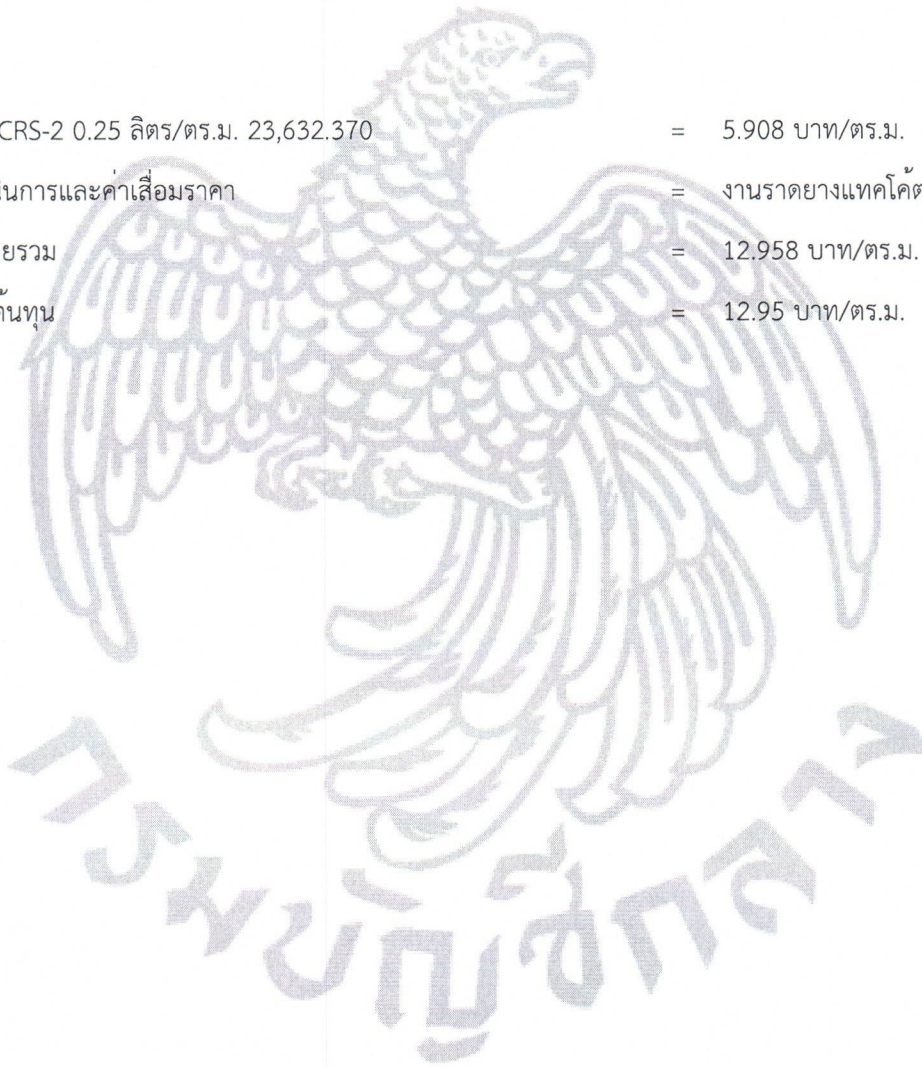 CRS-2 0.25 ลิตร/ตร.ม. 23,632.370 = 5.908 บาท/ตร.ม.
นินการและค่าเสื่อมราคา = งานราดยางแทคโค้ต
ยรวม = 12.958 บาท/ตร.ม.
ต้นทุน = 12.95 บาท/ตร.ม.
กรมบัญชีกลาง